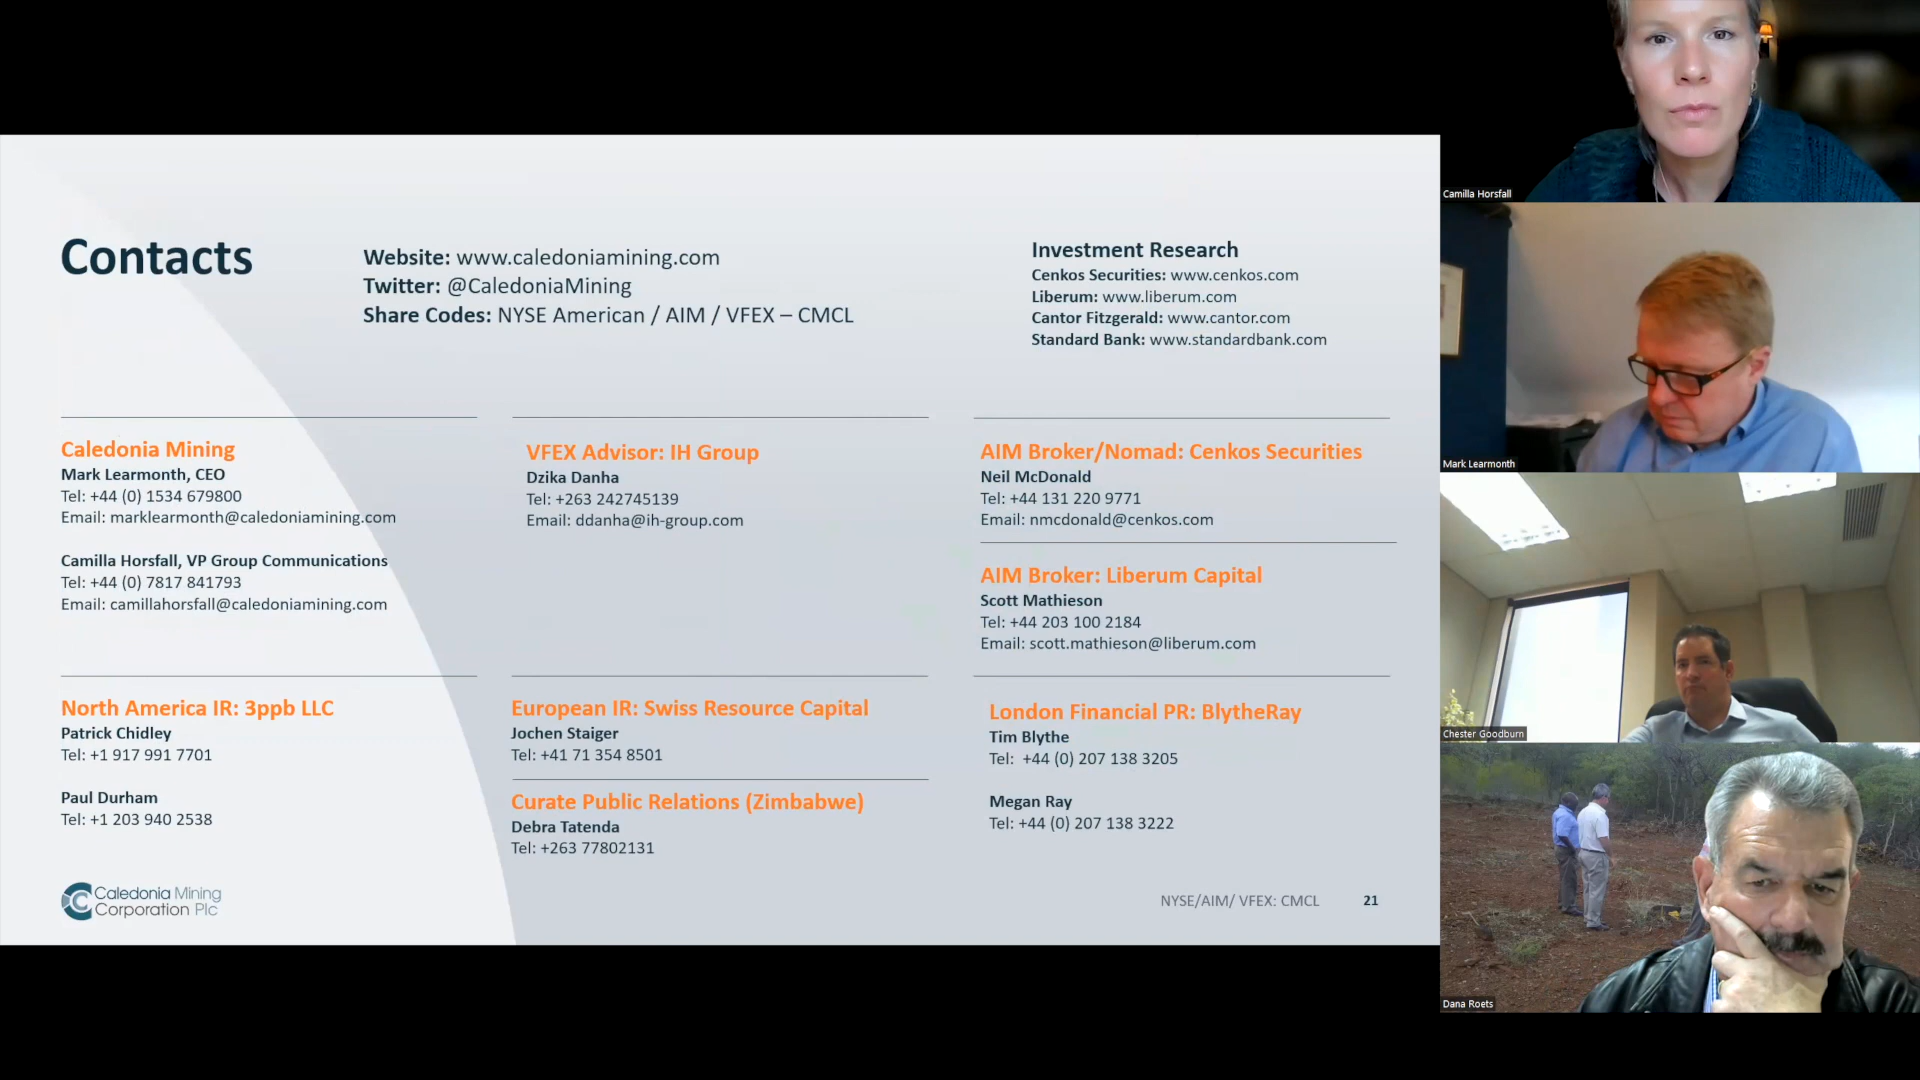 Contacts
Website: www.caledoniamining.com
Twitter: @CaledoniaMining
Share Codes: NYSE American / AIM / VFEX – CMCL
Investment Research
Cenkos Securities: www.cenkos.com
Liberum: www.liberum.com
Cantor Fitzgerald: www.cantor.com
Standard Bank: www.standardbank.com
Caledonia Mining
Mark Learmonth, CEO
Tel: +44 (0) 1534 679800
Email: marklearmonth@caledoniamining.com
Camilla Horsfall, VP Group Communications
Tel: +44 (0) 7817 841793
Email: camillahorsfall@caledoniamining.com
VFEX Advisor: IH Group
Dzika Danha
Tel: +263 242745139
Email: ddanha@ih-group.com
AIM Broker/Nomad: Cenkos Securities
Neil McDonald
Tel: +44 131 220 9771
Email: nmcdonald@cenkos.com
AIM Broker: Liberum Capital
Scott Mathieson
Tel: +44 203 100 2184
Email: scott.mathieson@liberum.com
North America IR: 3ppb LLC
Patrick Chidley
Tel: +1 917 991 7701
Paul Durham
Tel: +1 203 940 2538
European IR: Swiss Resource Capital
Jochen Staiger
Tel: +41 71 354 8501
Curate Public Relations (Zimbabwe)
Debra Tatenda
Tel: +263 77802131
London Financial PR: BlytheRay
Tim Blythe
Tel: +44 (0) 207 138 3205
Megan Ray
Tel: +44 (0) 207 138 3222
Caledonia Mining
Corporation Plc
NYSE/AIM/ VFEX: CMCL
21
Camilla Horsfall
Mark Learmonth
Chester Goodburn
Dana Roets